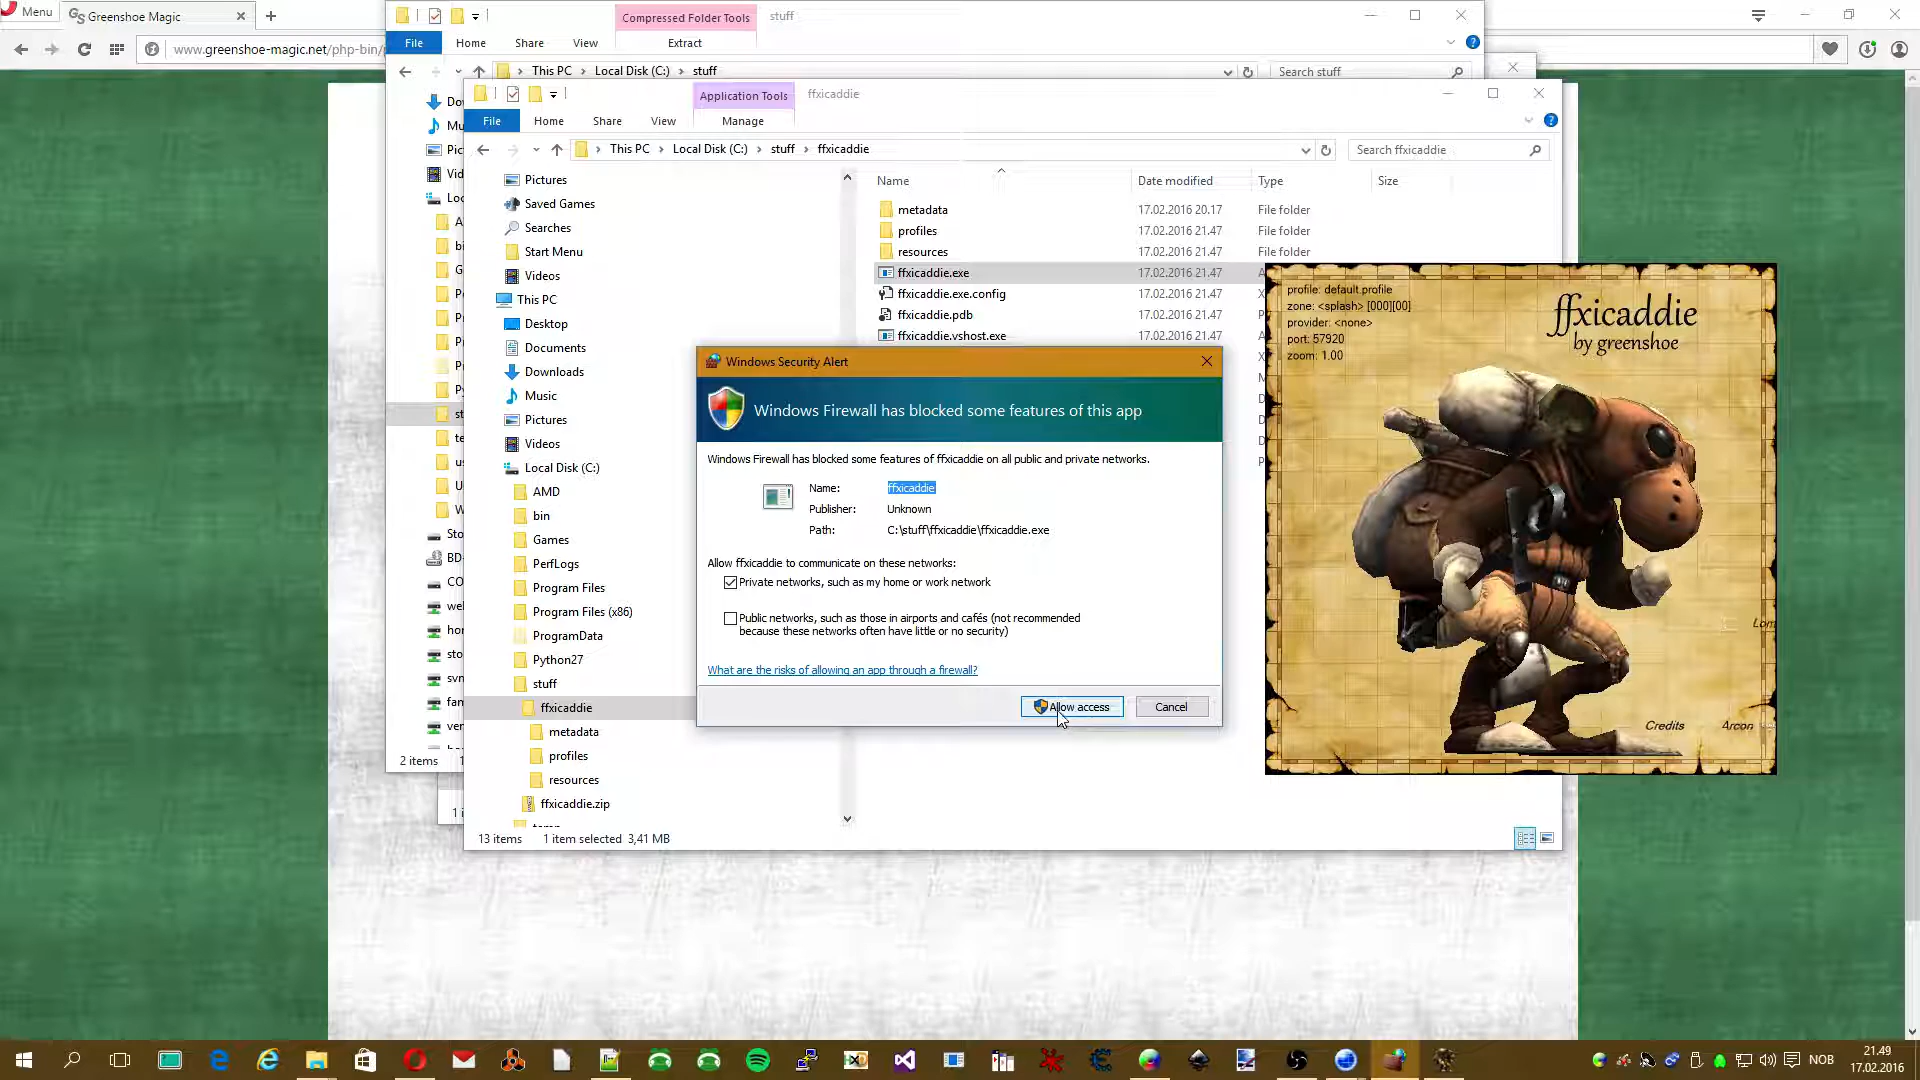 Menu
Greenshoe Magic
www.greenshoe-magic.net/php-bin/
Compressed Folder Tools
stuff
File
Home
Share
View
Extract
This PC
Local Disk (C:)
stuff
Search stuff
Application Tools
ffxicaddie
File
Home
Share
View
Manage
This PC
Local Disk (C:)
stuff
ffxicaddie
Search ffxicaddie
2 items
Pictures
Saved Games
Searches
Start Menu
Videos
This PC
Desktop
Documents
Downloads
Music
Pictures
Videos
Local Disk (C:)
AMD
bin
Games
PerfLogs
Program Files
Program Files (x86)
ProgramData
Python27
stuff
ffxicaddie
metadata
profiles
resources
ffxicaddie.zip
Name
Date modified
Type
Size
metadata 17.02.2016 20.17 File folder
profiles 17.02.2016 21.47 File folder
resources 17.02.2016 21.47 File folder
ffxicaddie.exe 17.02.2016 21.47
ffxicaddie.exe.config 17.02.2016 21.47
ffxicaddie.pdb 17.02.2016 21.47
ffxicaddie.vshost.exe 17.02.2016 21.47
13 items 1 item selected 3,41 MB
Windows Security Alert
Windows Firewall has blocked some features of this app
Windows Firewall has blocked some features of ffxicaddie on all public and private networks.
Name: ffxicaddie
Publisher: Unknown
Path: C:\stuff\ffxicaddie\ffxicaddie.exe
Allow ffxicaddie to communicate on these networks:
Private networks, such as my home or work network
Public networks, such as those in airports and cafés (not recommended
because these networks often have little or no security)
What are the risks of allowing an app through a firewall?
Allow access
Cancel
profile: default profile
zone: <splash> [000][00]
provider: <none>
port: 57920
zoom: 1.00
ffxicaddie
by greenshoe
Lom
Credits
Arcon
NOB
21.49
17.02.2016